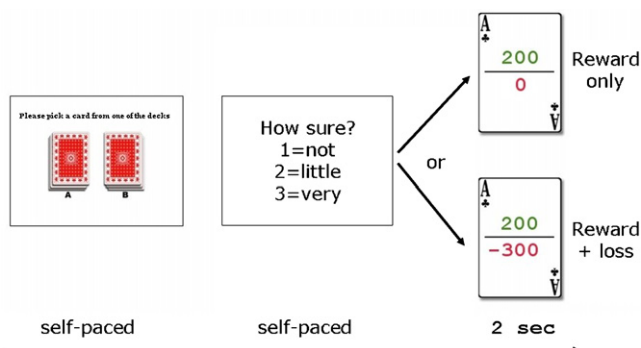 Please pick a card from one of the decks
A
B
self-paced
How sure?
1=not
2=little
3=very
self-paced
or
A
200
0
A
Reward
only
A
200
-300
A
Reward
+ loss
2 sec